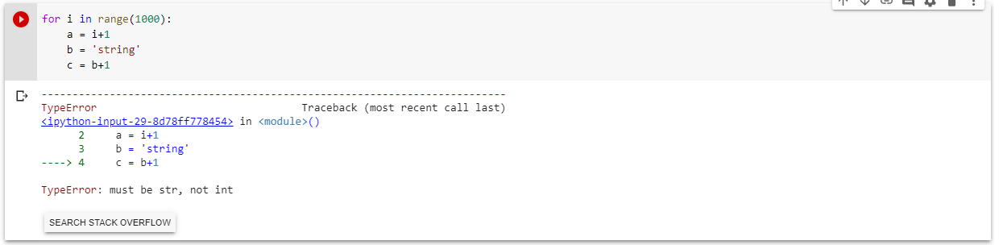 for i in range(1000):
    a = i+1
    b = 'string'
    c = b+1
---------------------------------------------------------------------------
TypeError                                 Traceback (most recent call last)
<ipython-input-29-8d78ff778454> in <module>()
      2     a = i+1
      3     b = 'string'
----> 4     c = b+1

TypeError: must be str, not int
SEARCH STACK OVERFLOW